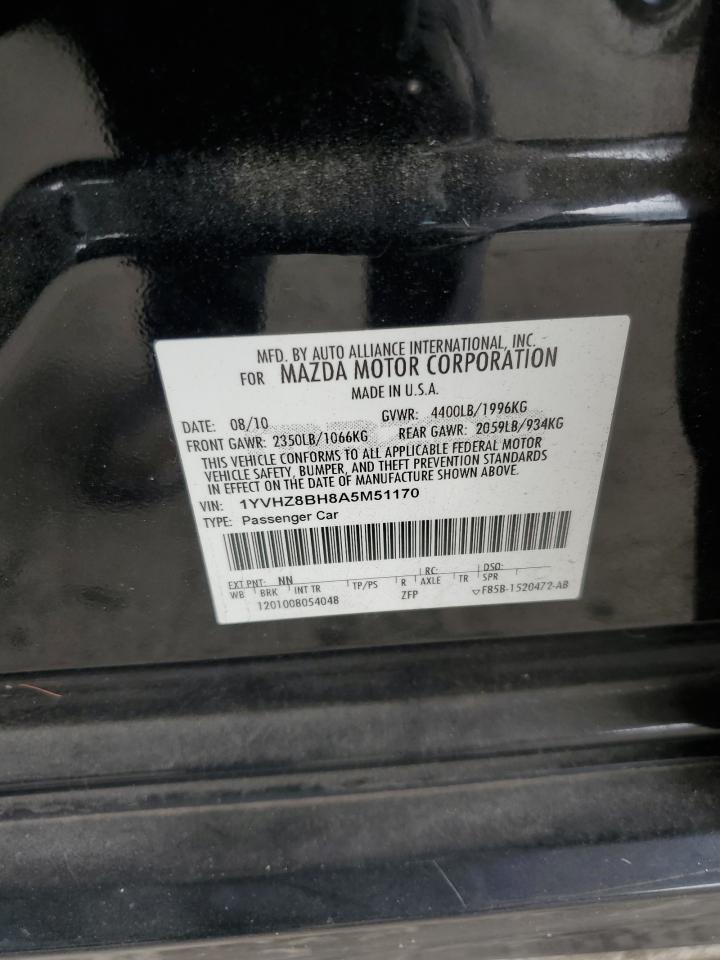 MFD. BY AUTO ALLIANCE INTERNATIONAL, INC.
FOR MAZDA MOTOR CORPORATION
MADE IN U.S.A.
DATE: 08/10 GVWR: 4400LB/1996KG
FRONT GAWR: 2350LB/1066KG REAR GAWR: 2059LB/934KG
THIS VEHICLE CONFORMS TO ALL APPLICABLE FEDERAL MOTOR
VEHICLE SAFETY, BUMPER, AND THEFT PREVENTION STANDARDS
IN EFFECT ON THE DATE OF MANUFACTURE SHOWN ABOVE.
VIN: 1YVHZ8BH8A5M51170
TYPE: Passenger Car
EXT PNT: NN RC: DSO:
WB BRK INT TR TP/PS R AXLE TR SPR
1201008054048 ZFP F85B-1520472-AB